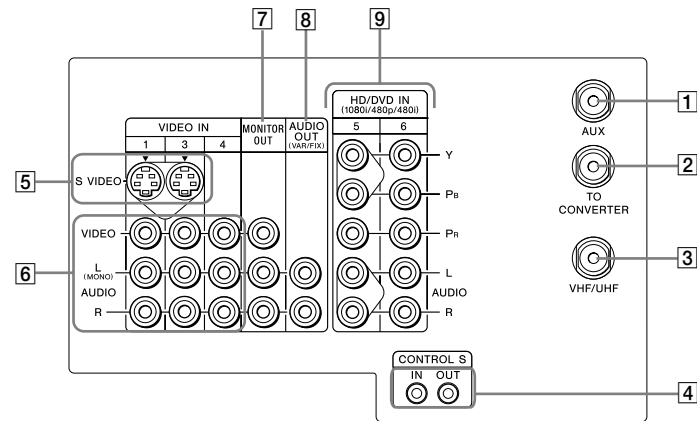 7
8
9
HD/DVD IN
(1080i/480p/480i)
5 6
VIDEO IN
1 3 4
MONITOR
OUT
AUDIO
OUT
(VAR/FIX)
1
AUX
2
TO
CONVERTER
3
VHF/UHF
5
S VIDEO
6
VIDEO
L
(MONO)
AUDIO
R
Y
PB
PR
L
AUDIO
R
CONTROL S
IN OUT
4